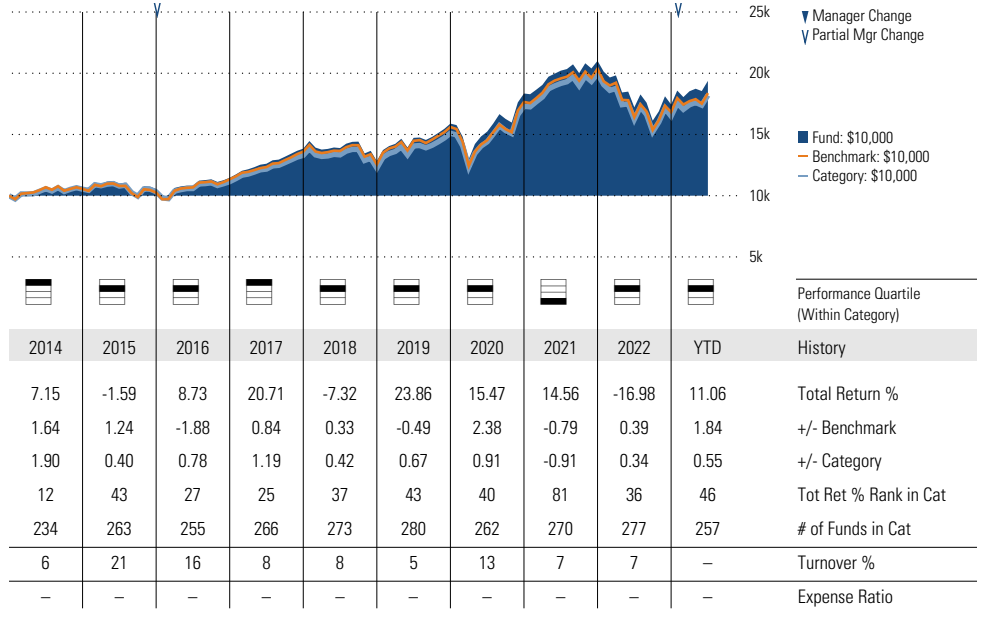 25k
▼ Manager Change
Partial Mgr Change
20k
15k
Fund: $10,000
Benchmark: $10,000
Category: $10,000
10k
5k
Performance Quartile
(Within Category)
2014 2015 2016 2017 2018 2019 2020 2021 2022 YTD History
7.15 -1.59 8.73 20.71 -7.32 23.86 15.47 14.56 -16.98 11.06 Total Return %
1.64 1.24 -1.88 0.84 0.33 -0.49 2.38 -0.79 0.39 1.84 +/- Benchmark
1.90 0.40 0.78 1.19 0.42 0.67 0.91 -0.91 0.34 0.55 +/- Category
12 43 27 25 37 43 40 81 36 46 Tot Ret % Rank in Cat
234 263 255 266 273 280 262 270 277 257 # of Funds in Cat
6 21 16 8 8 5 13 7 7 – Turnover %
– – – – – – – – – – Expense Ratio